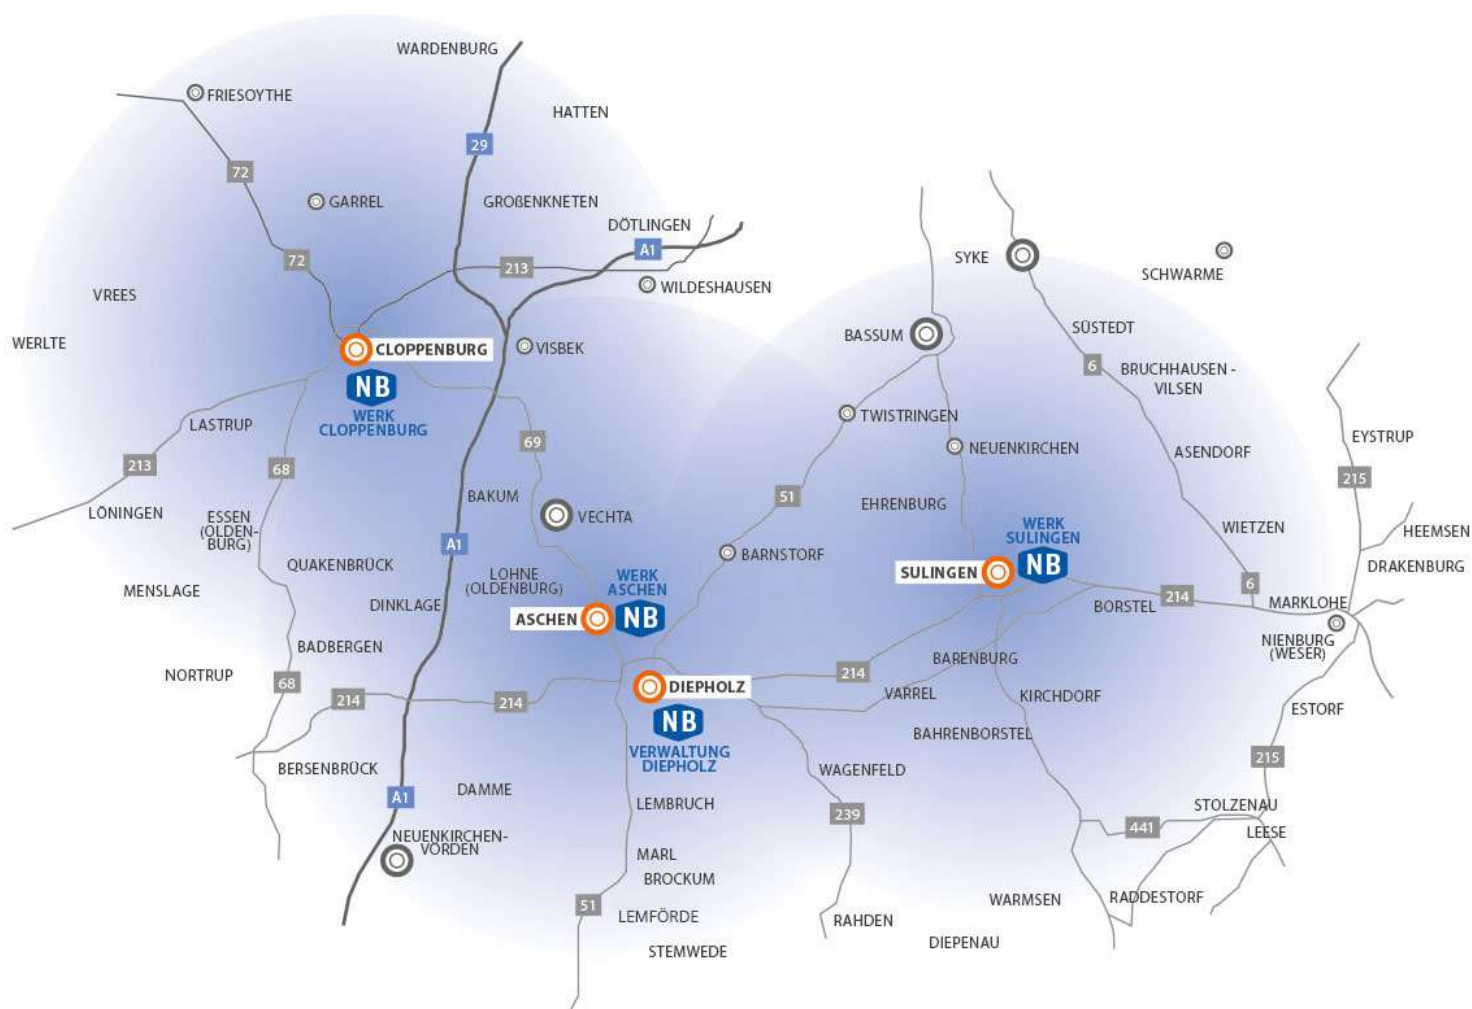 WARDENBURG
FRIESOYTHE
HATTEN
29
72
GARREL
GROßENKNETEN
DÖTLINGEN
A1
SYKE
SCHWARME
72
213
WILDESHAUSEN
VREES
SÜSTEDT
WERLTE
CLOPPENBURG
VISBEK
BASSUM
6
BRUCHHAUSEN -
VILSEN
NB
WERK
CLOPPENBURG
LASTRUP
TWISTRINGEN
69
NEUENKIRCHEN
ASENDORF
EYSTRUP
213
68
215
BAKUM
51
LÖNINGEN
ESSEN
(OLDEN-
BURG)
VECHTA
EHRENBURG
WERK
SULINGEN
WIETZEN
HEEMSEN
A1
BARNSTORF
NB
QUAKENBRÜCK
LOHNE
(OLDENBURG)
WERK
ASCHEN
SULINGEN
DRAKENBURG
MENSLAGE
6
DINKLAGE
ASCHEN
NB
BORSTEL
214
MARKLOHE
BADBERGEN
NIENBURG
(WESER)
NORTRUP
BARENBURG
68
214
214
DIEPHOLZ
214
VARREL
KIRCHDORF
ESTORF
NB
VERWALTUNG
DIEPHOLZ
BAHRENBORSTEL
BERSENBRÜCK
WAGENFELD
215
A1
DAMME
LEMBRUCH
239
STOLZENAU
441
LEESE
NEUENKIRCHEN-
VÖRDEN
MARL
BROCKUM
51
LEMFÖRDE
RAHDEN
WARMSEN
RADDESTORF
STEMWEDE
DIEPENAU